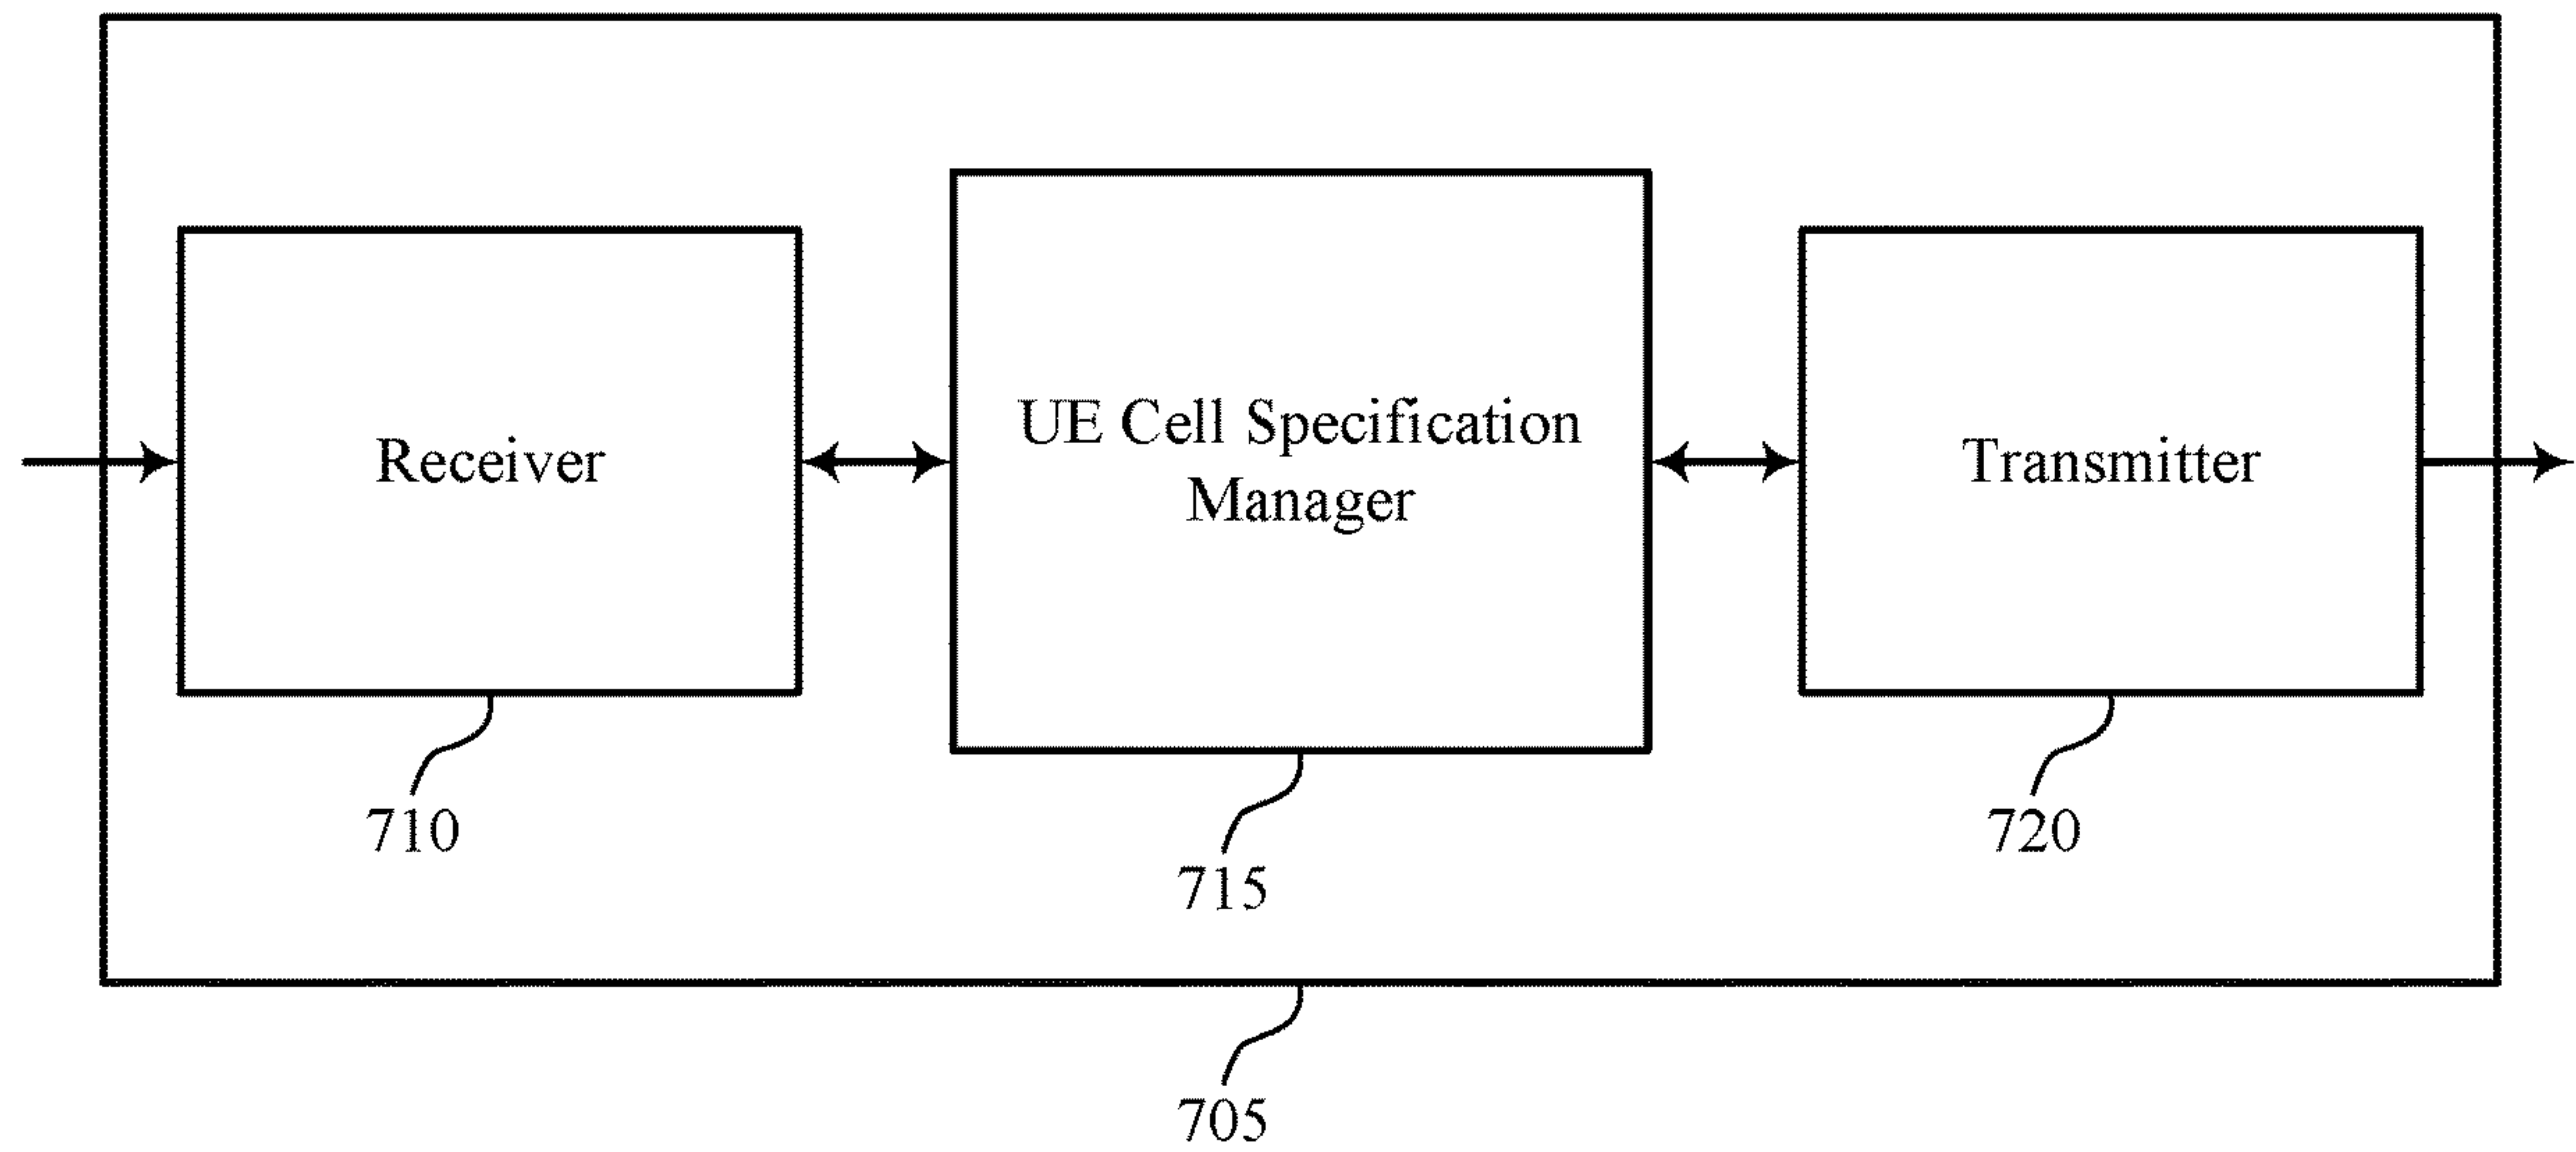 Receiver
UE Cell Specification
Manager
Transmitter
710
715
720
705